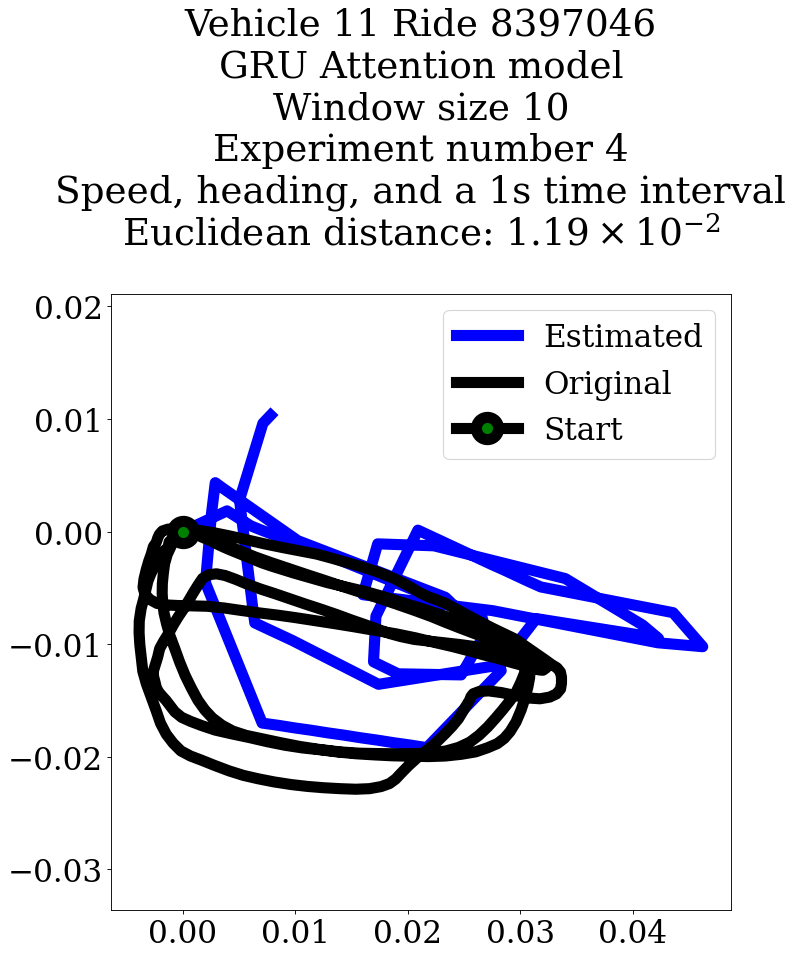 Vehicle 11 Ride 8397046
GRU Attention model
Window size 10
Experiment number 4
Speed, heading, and a 1s time interval
Euclidean distance: 1.19 × 10⁻²
Estimated
Original
Start
0.02
0.01
0.00
−0.01
−0.02
−0.03
0.00 0.01 0.02 0.03 0.04